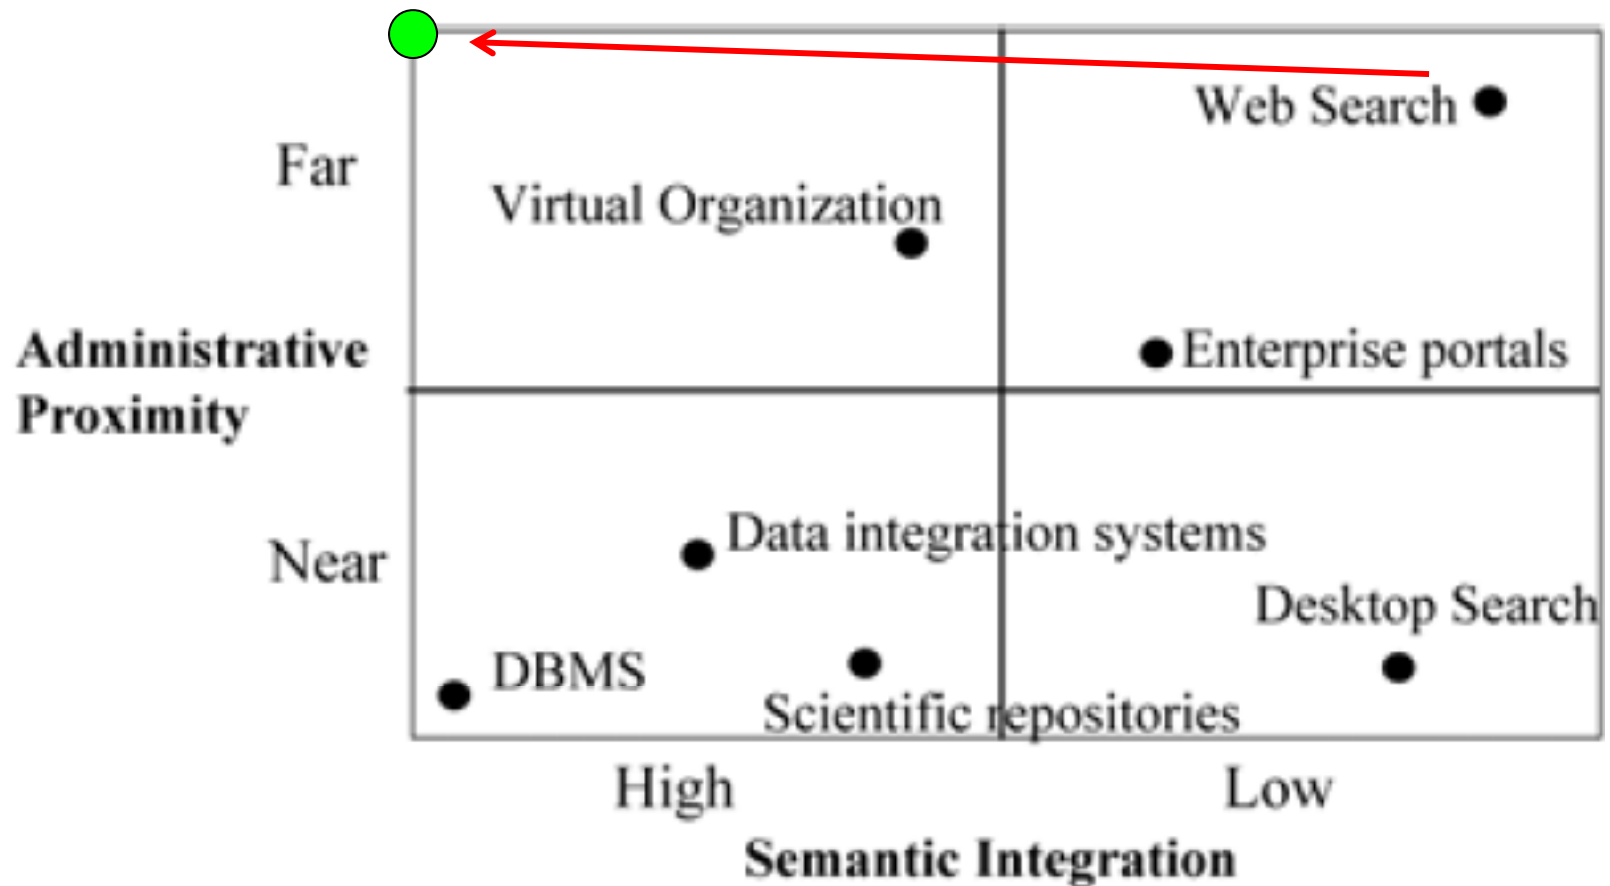 Web Search
Far
Virtual Organization
Administrative
Proximity
Enterprise portals
Data integration systems
Near
Desktop Search
DBMS
Scientific repositories
High
Low
Semantic Integration